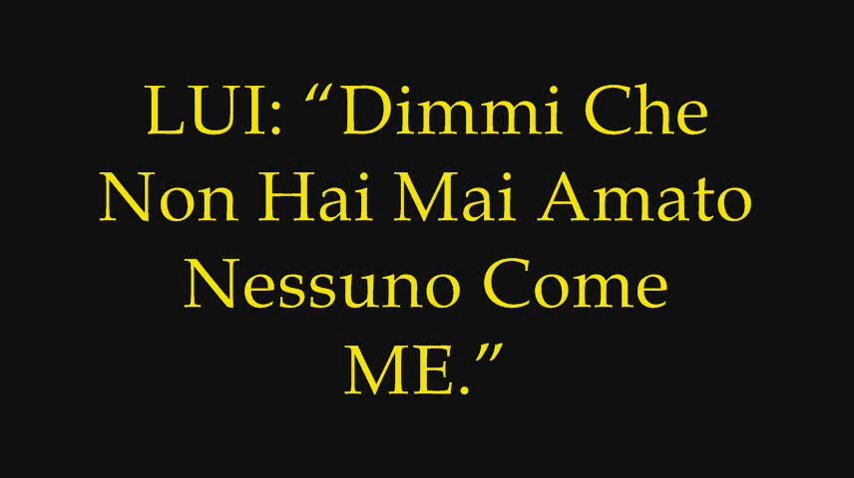 LUI: “Dimmi Che
Non Hai Mai Amato
Nessuno Come
ME.”